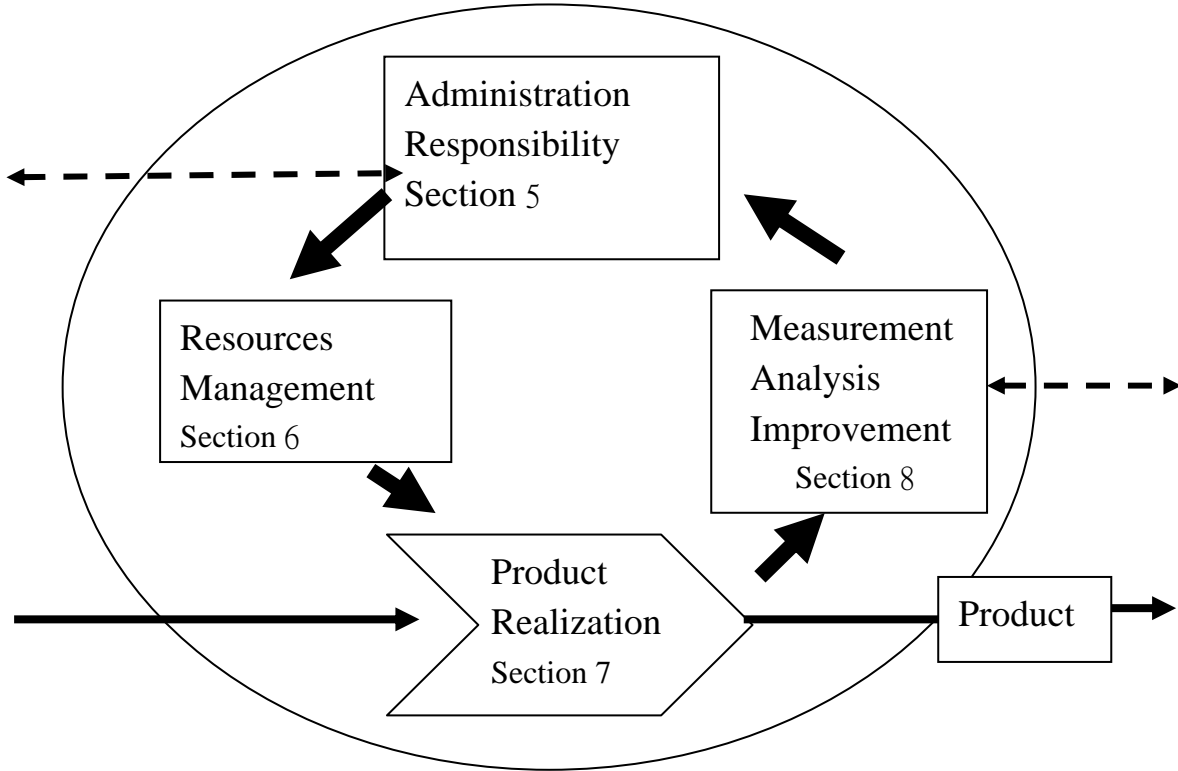 Administration
Responsibility
Section 5
Resources
Management
Section 6
Measurement
Analysis
Improvement
Section 8
Product
Realization
Section 7
Product